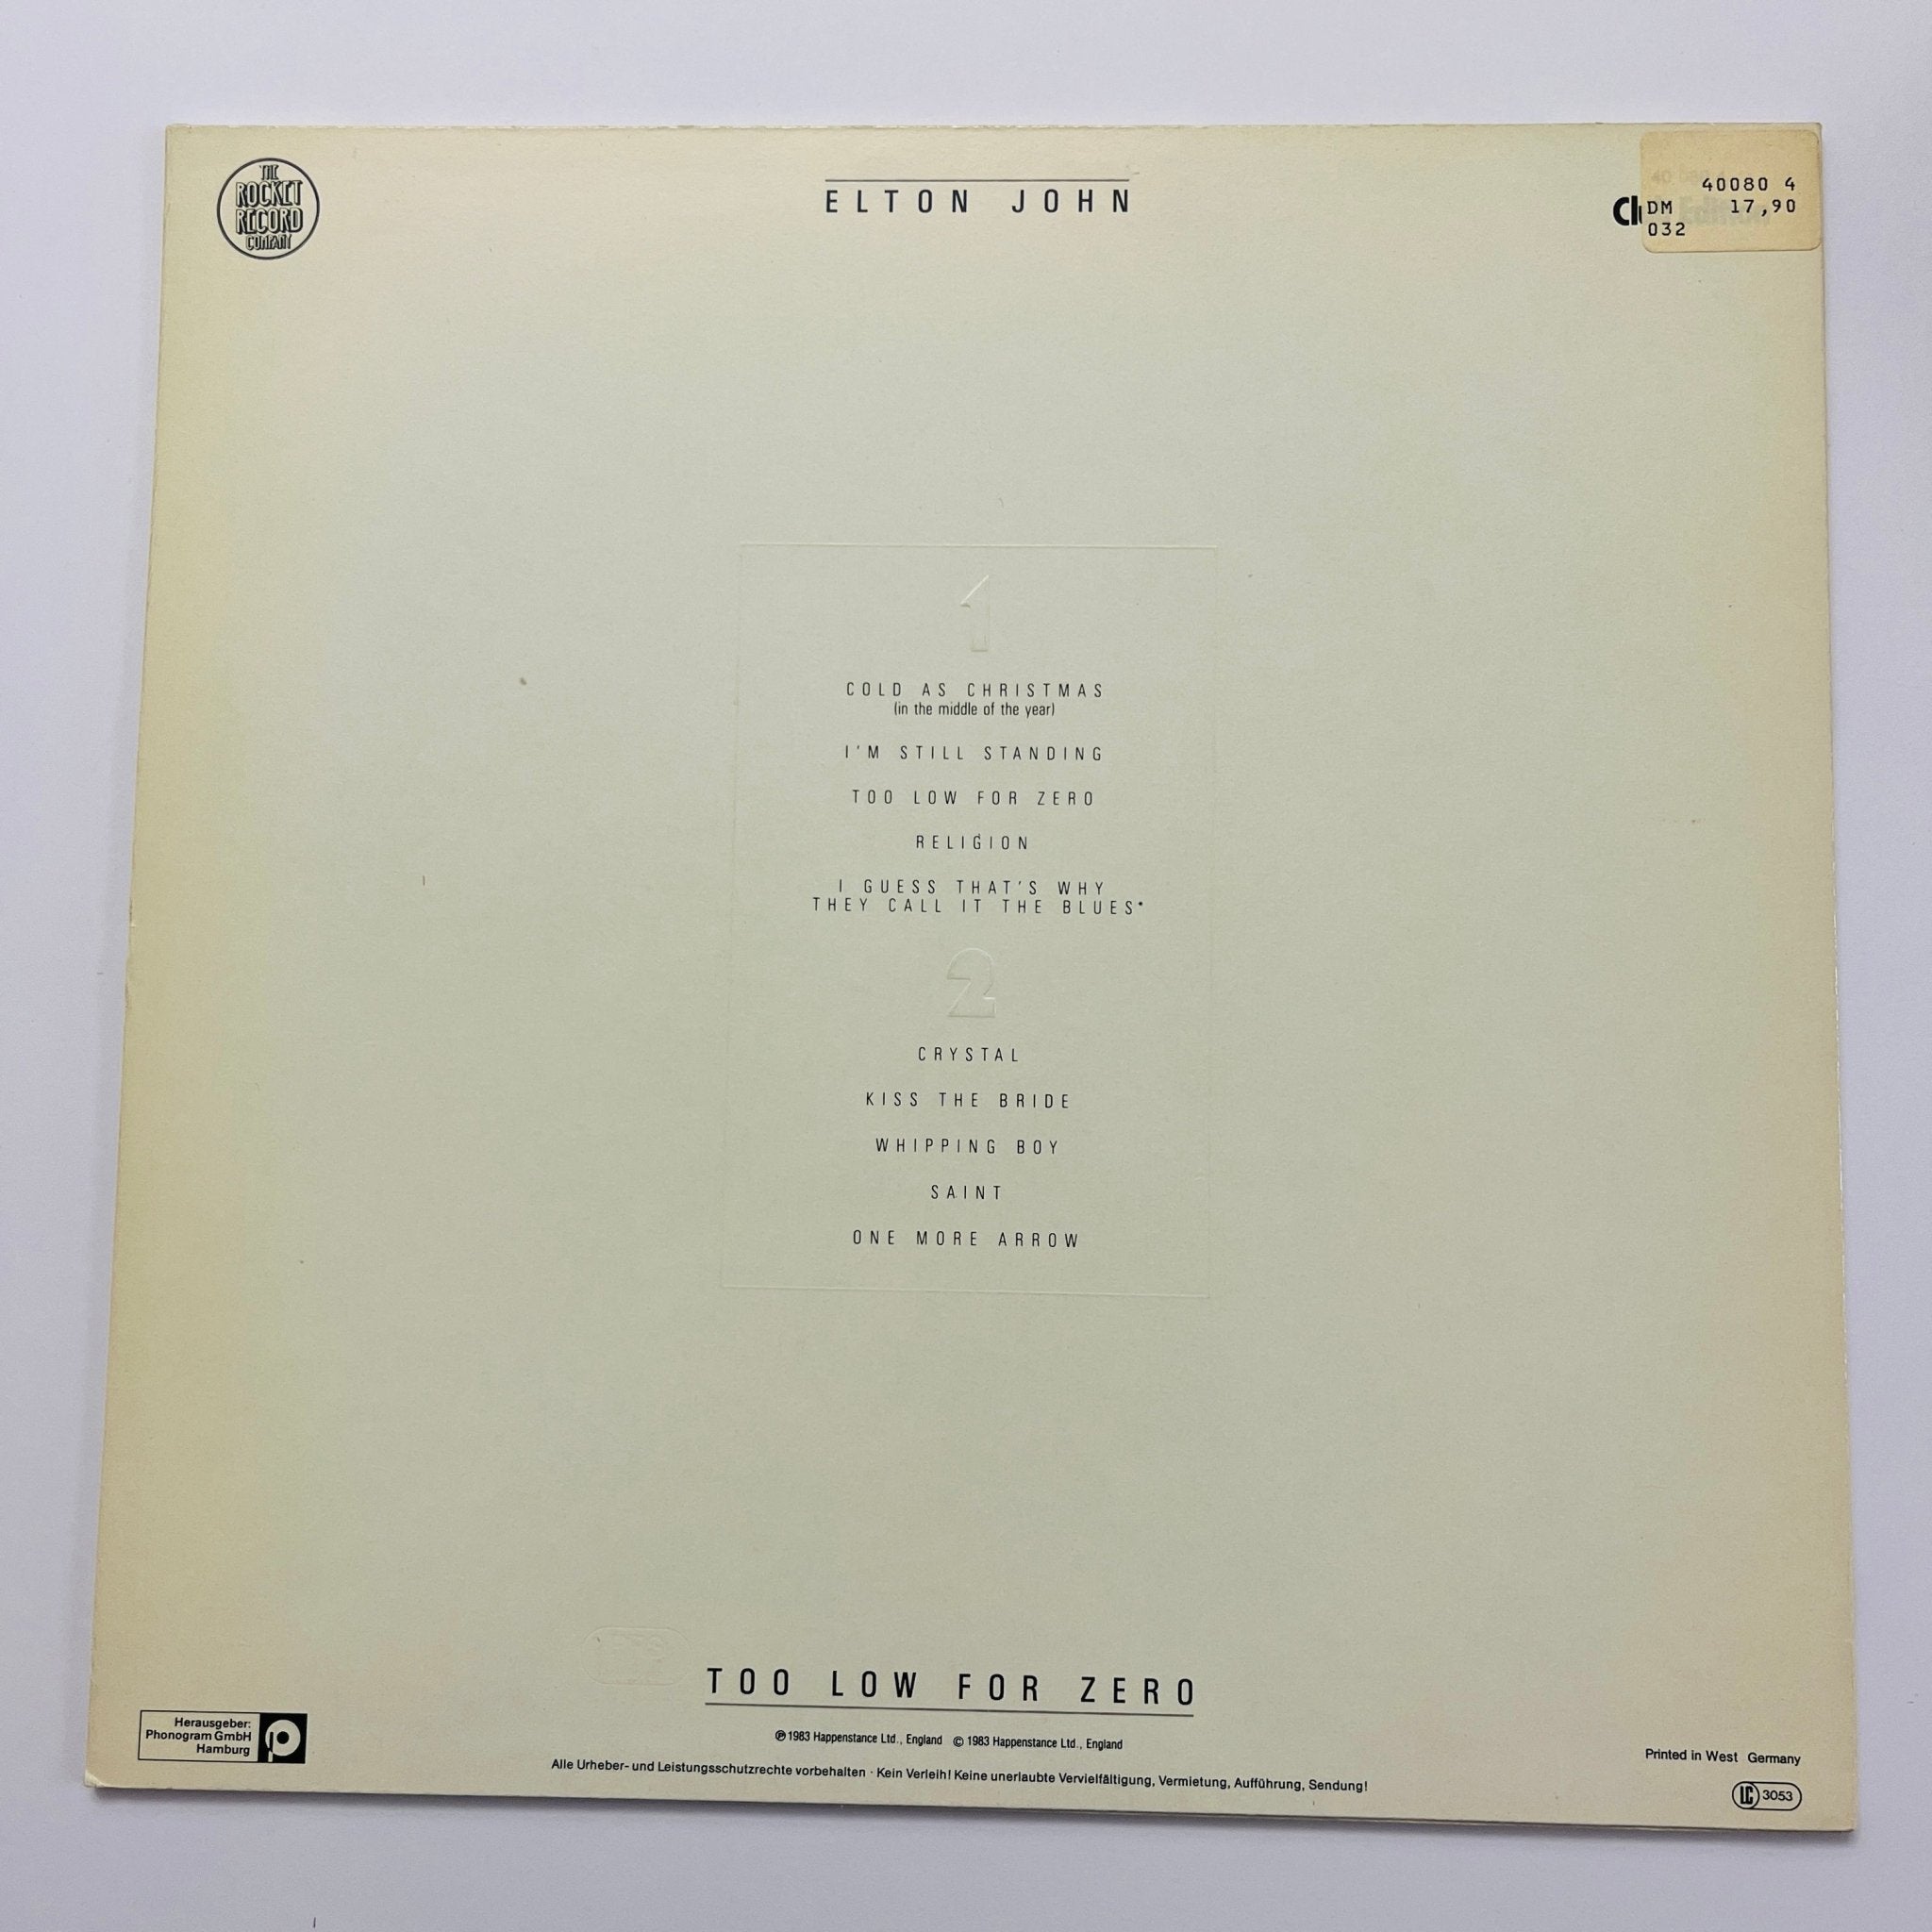 THE
ROCKET
RECORD
COMPANY
ELTON JOHN
40080 4
DM 17,90
032
1
COLD AS CHRISTMAS
(in the middle of the year)
I'M STILL STANDING
TOO LOW FOR ZERO
RELIGION
I GUESS THAT'S WHY
THEY CALL IT THE BLUES*
2
CRYSTAL
KISS THE BRIDE
WHIPPING BOY
SAINT
ONE MORE ARROW
TOO LOW FOR ZERO
Herausgeber:
Phonogram GmbH
Hamburg
℗ 1983 Happenstance Ltd., England © 1983 Happenstance Ltd., England
Alle Urheber- und Leistungsschutzrechte vorbehalten · Kein Verleih! Keine unerlaubte Vervielfältigung, Vermietung, Aufführung, Sendung!
Printed in West Germany
LC 3053